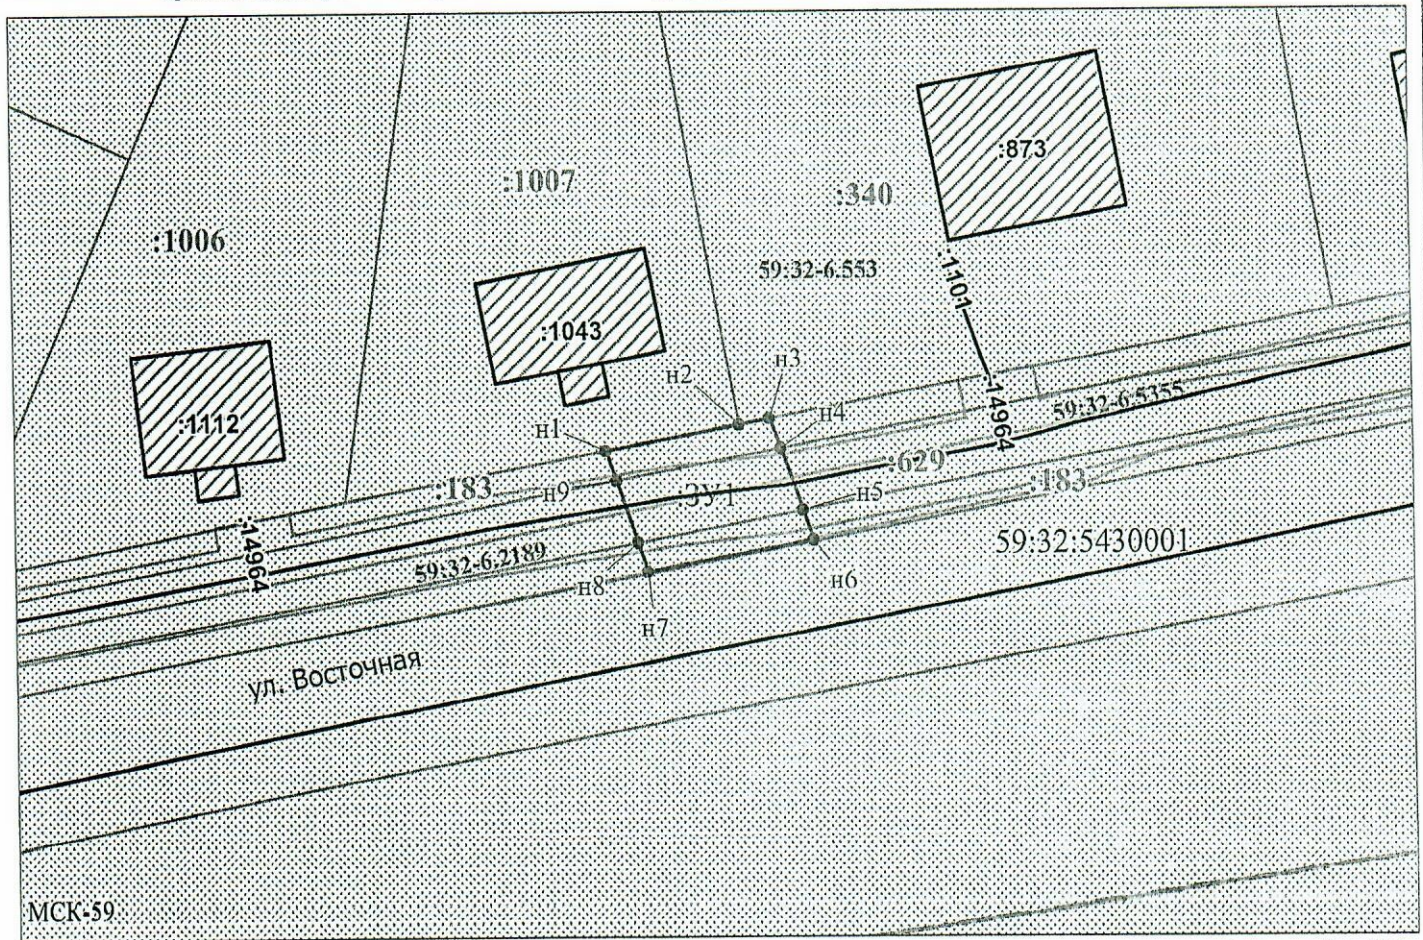 :873
:1007
:340
:1006
59:32-6.553
:1101
:1043
н3
н2
:14964
59:32-6.5355
:1112
н1
н4
:629
:183
:183
н9
:ЗУ1
н5
59:32:5430001
:14964
59:32-6.2189
н8
н6
н7
ул. Восточная
МСК-59